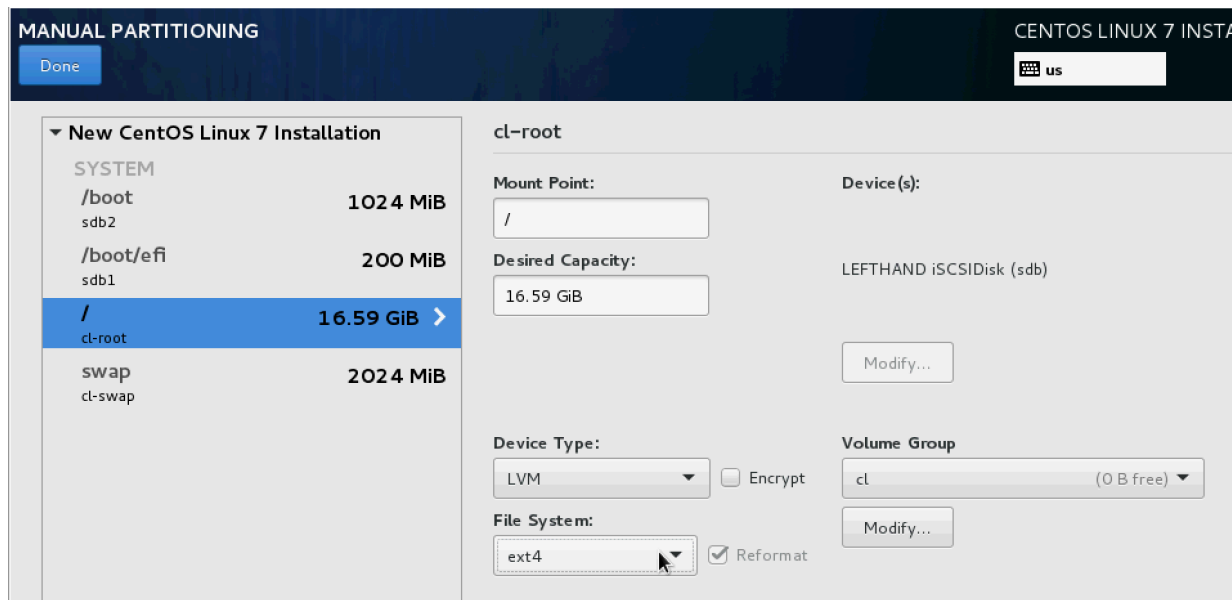 MANUAL PARTITIONING
CENTOS LINUX 7 INSTA
Done
us
New CentOS Linux 7 Installation
SYSTEM
/boot 1024 MiB
sdb2
/boot/efi 200 MiB
sdb1
/ 16.59 GiB
cl-root
swap 2024 MiB
cl-swap
cl-root
Mount Point:
/
Desired Capacity:
16.59 GiB
Device(s):
LEFTHAND iSCSIDisk (sdb)
Modify...
Device Type:
LVM
Encrypt
Volume Group
cl (0 B free)
Modify...
File System:
ext4
Reformat